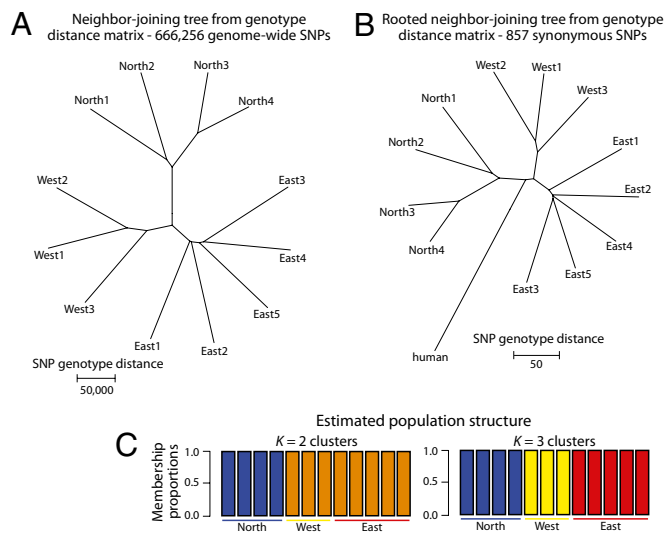 A
Neighbor-joining tree from genotype
distance matrix - 666,256 genome-wide SNPs
North2
North3
North1
North4
West2
East3
West1
East4
West3
East5
East1
East2
SNP genotype distance
50,000
B
Rooted neighbor-joining tree from genotype
distance matrix - 857 synonymous SNPs
West2
West1
North1
West3
North2
East1
East2
North3
East4
North4
East5
East3
human
SNP genotype distance
50
C
Estimated population structure
K = 2 clusters
K = 3 clusters
Membership
proportions
1.0
0.5
0
North
West
East
1.0
0.5
0
North
West
East